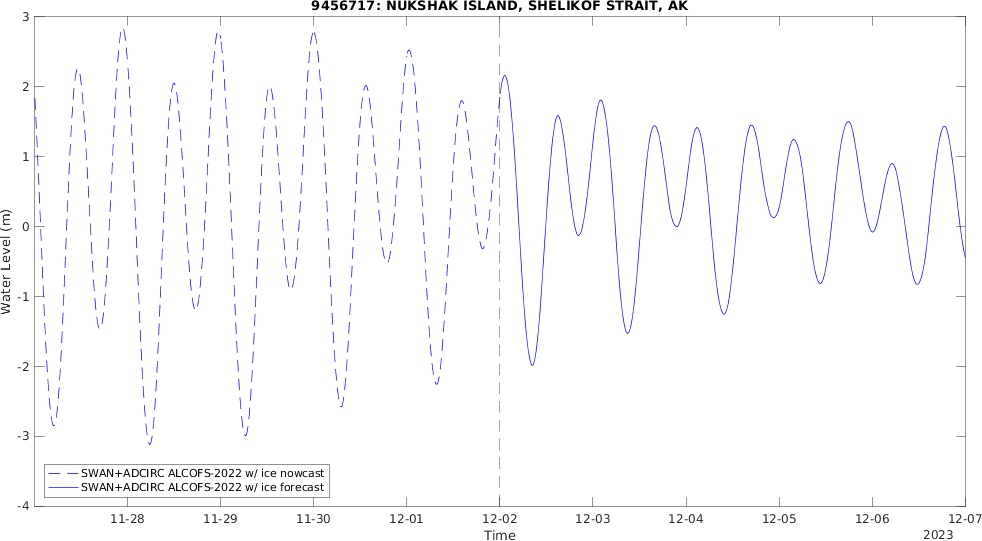 9456717: NUKSHAK ISLAND, SHELIKOF STRAIT, AK
3
2
1
0
-1
-2
-3
-4
Water Level (m)
SWAN+ADCIRC ALCOFS-2022 w/ ice nowcast
SWAN+ADCIRC ALCOFS-2022 w/ ice forecast
11-28 11-29 11-30 12-01 12-02 12-03 12-04 12-05 12-06 12-07
Time
2023